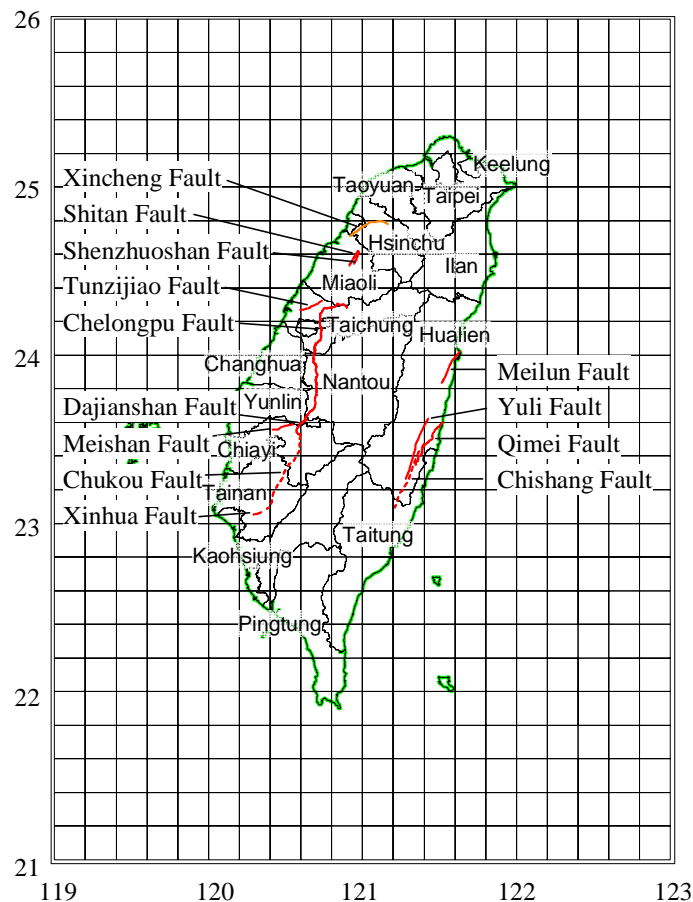 26
Keelung
Xincheng Fault
Taoyuan
25
Taipei
Shitan Fault
Hsinchu
Shenzhuoshan Fault
Ilan
Tunzijiao Fault
Miaoli
Chelongpu Fault
Taichung
Hualien
24
Changhua
Meilun Fault
Nantou
Yunlin
Dajianshan Fault
Yuli Fault
Meishan Fault
Chiayi
Qimei Fault
Chukou Fault
Chishang Fault
Tainan
Xinhua Fault
23
Taitung
Kaohsiung
Pingtung
22
21
119
120
121
122
123